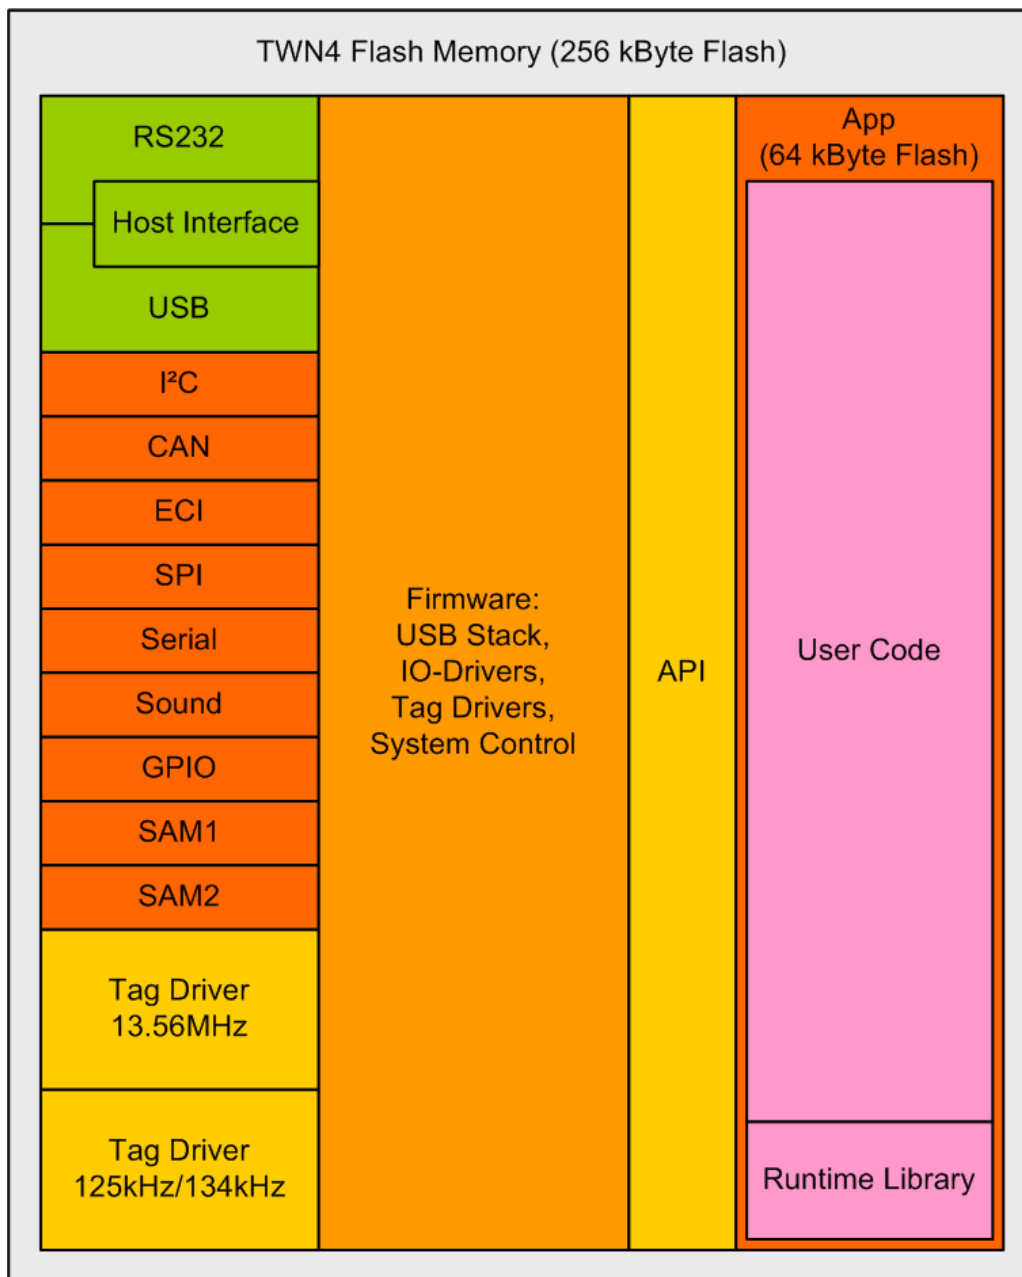 TWN4 Flash Memory (256 kByte Flash)
RS232
Host Interface
USB
I²C
CAN
ECI
SPI
Serial
Sound
GPIO
SAM1
SAM2
Tag Driver
13.56MHz
Tag Driver
125kHz/134kHz
Firmware:
USB Stack,
IO-Drivers,
Tag Drivers,
System Control
API
App
(64 kByte Flash)
User Code
Runtime Library